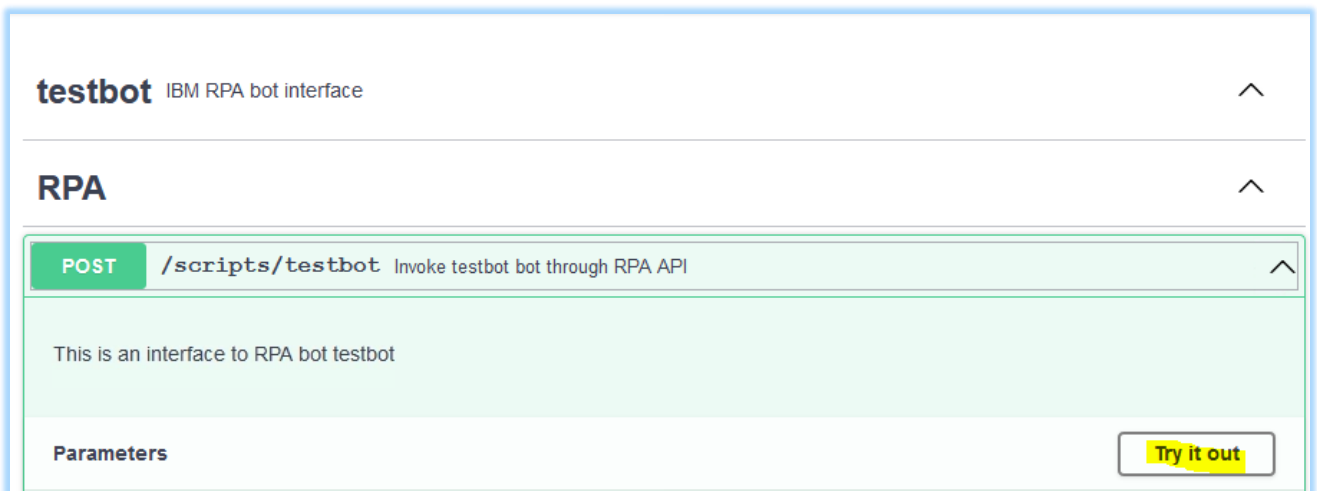 testbot IBM RPA bot interface
RPA
POST /scripts/testbot Invoke testbot bot through RPA API
This is an interface to RPA bot testbot
Parameters Try it out